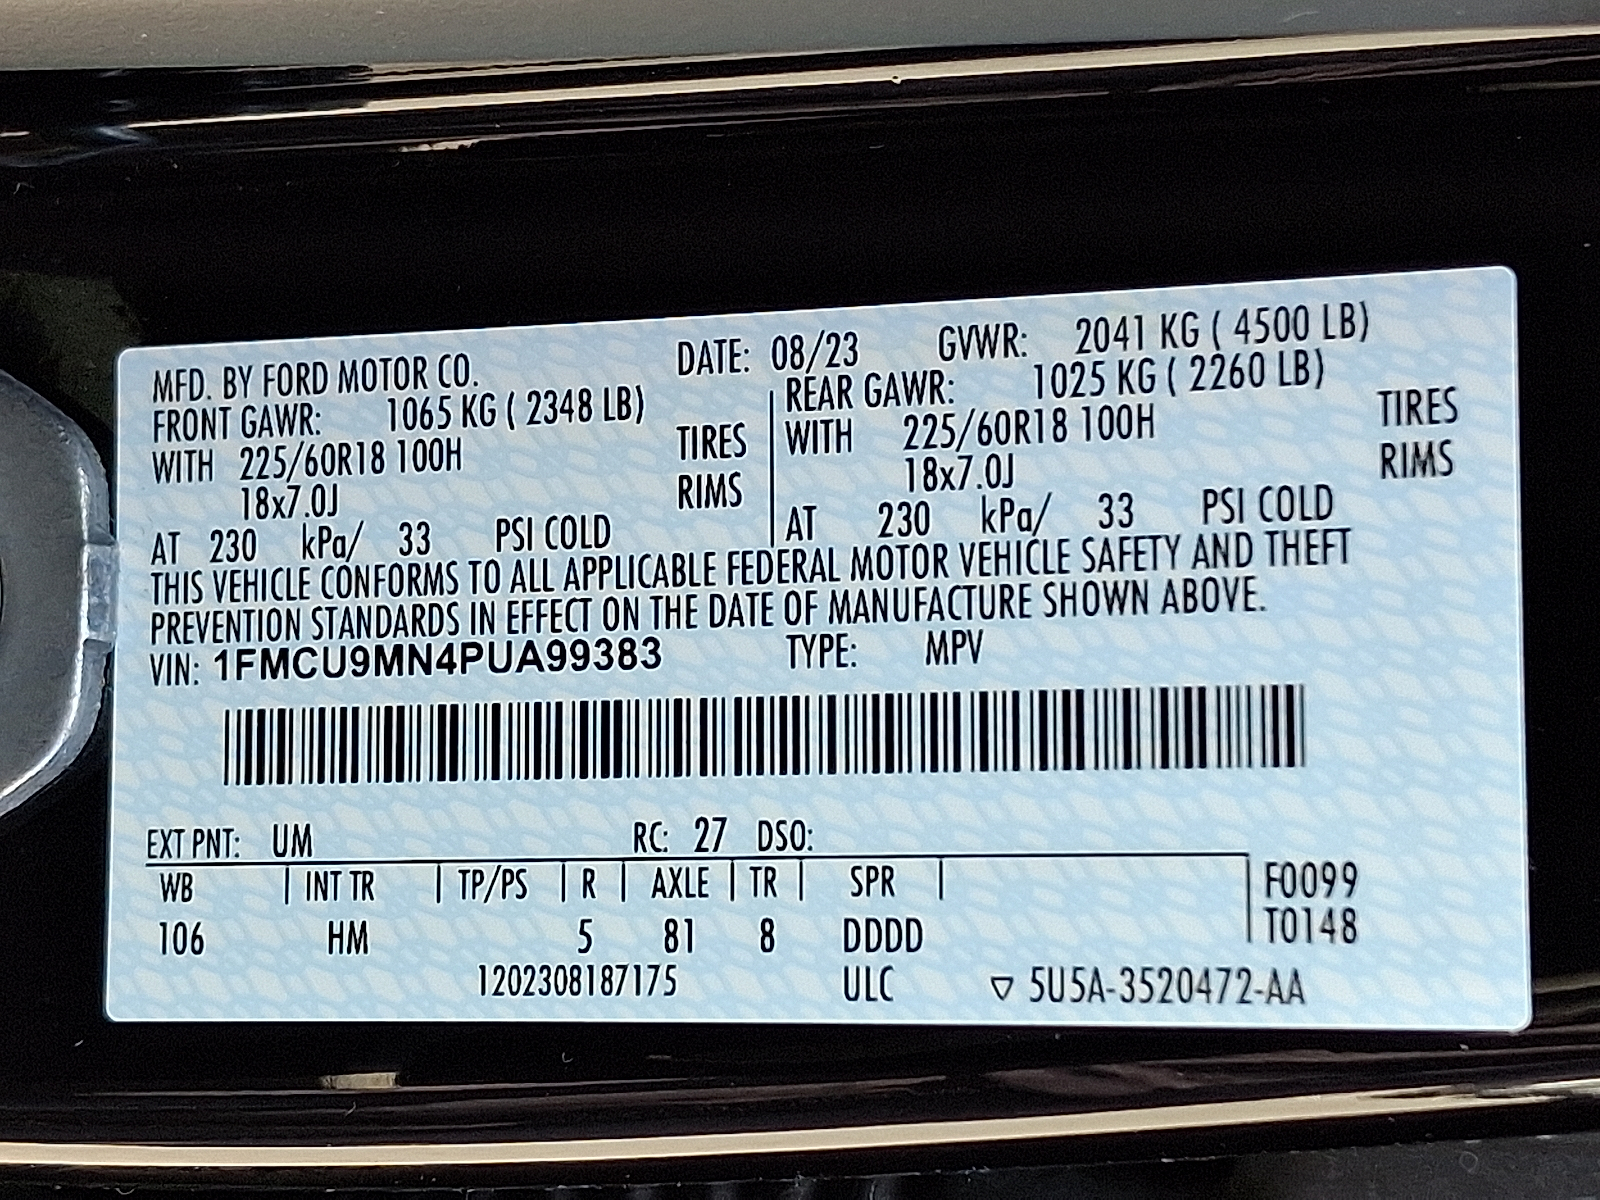 MFD. BY FORD MOTOR CO. DATE: 08/23 GVWR: 2041 KG ( 4500 LB)
FRONT GAWR: 1065 KG ( 2348 LB) REAR GAWR: 1025 KG ( 2260 LB)
WITH 225/60R18 100H TIRES WITH 225/60R18 100H TIRES
18x7.0J RIMS 18x7.0J RIMS
AT 230 kPa/ 33 PSI COLD AT 230 kPa/ 33 PSI COLD
THIS VEHICLE CONFORMS TO ALL APPLICABLE FEDERAL MOTOR VEHICLE SAFETY AND THEFT
PREVENTION STANDARDS IN EFFECT ON THE DATE OF MANUFACTURE SHOWN ABOVE.
VIN: 1FMCU9MN4PUA99383 TYPE: MPV
EXT PNT: UM RC: 27 DSO:
WB | INT TR | TP/PS | R | AXLE | TR | SPR | F0099
106 HM 5 81 8 DDDD T0148
1202308187175 ULC ▽ 5U5A-3520472-AA